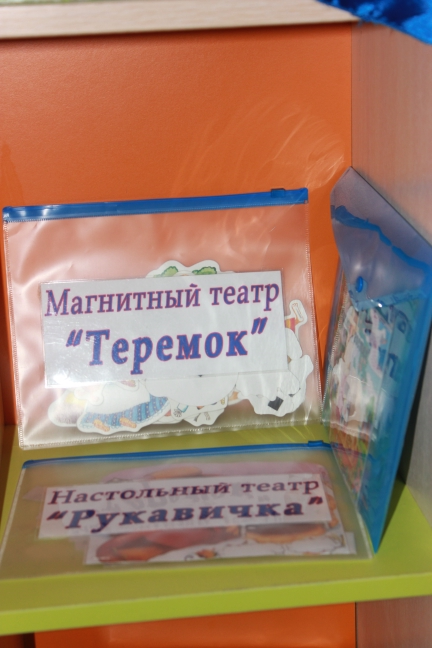 Магнитный театр
“Теремок”
Настольный театр
“Рукавичка”